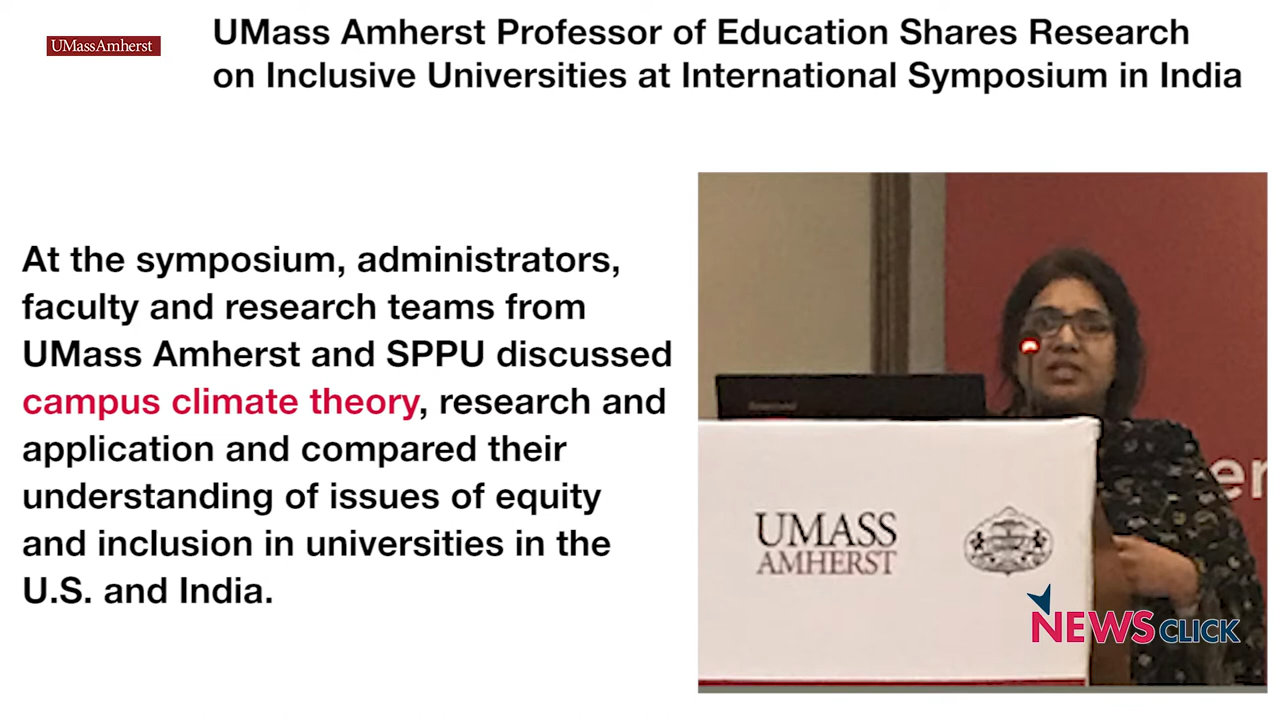 UMassAmherst
UMass Amherst Professor of Education Shares Research
on Inclusive Universities at International Symposium in India
At the symposium, administrators,
faculty and research teams from
UMass Amherst and SPPU discussed
campus climate theory, research and
application and compared their
understanding of issues of equity
and inclusion in universities in the
U.S. and India.
UMASS
AMHERST
er
NEWSCLICK